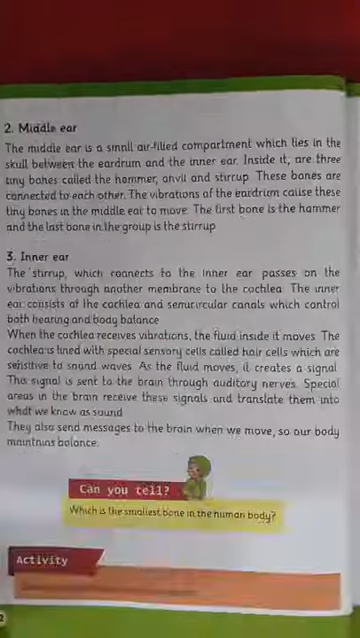 2. Middle ear
The middle ear is a small air-filled compartment which lies in the
skull between the eardrum and the inner ear. Inside it, are three
tiny bones called the hammer, anvil and stirrup. These bones are
connected to each other. The vibrations of the eardrum cause these
tiny bones in the middle ear to move. The first bone is the hammer
and the last bone in the group is the stirrup.
3. Inner ear
The stirrup, which connects to the inner ear passes on the
vibrations through another membrane to the cochlea. The inner
ear consists of the cochlea and semicircular canals which control
both hearing and body balance.
When the cochlea receives vibrations, the fluid inside it moves. The
cochlea is lined with special sensory cells called hair cells which are
sensitive to sound waves. As the fluid moves, it creates a signal.
This signal is sent to the brain through auditory nerves. Special
areas in the brain receive these signals and translate them into
what we know as sound.
They also send messages to the brain when we move, so our body
maintains balance.
Can you tell?
Which is the smallest bone in the human body?
Activity
2